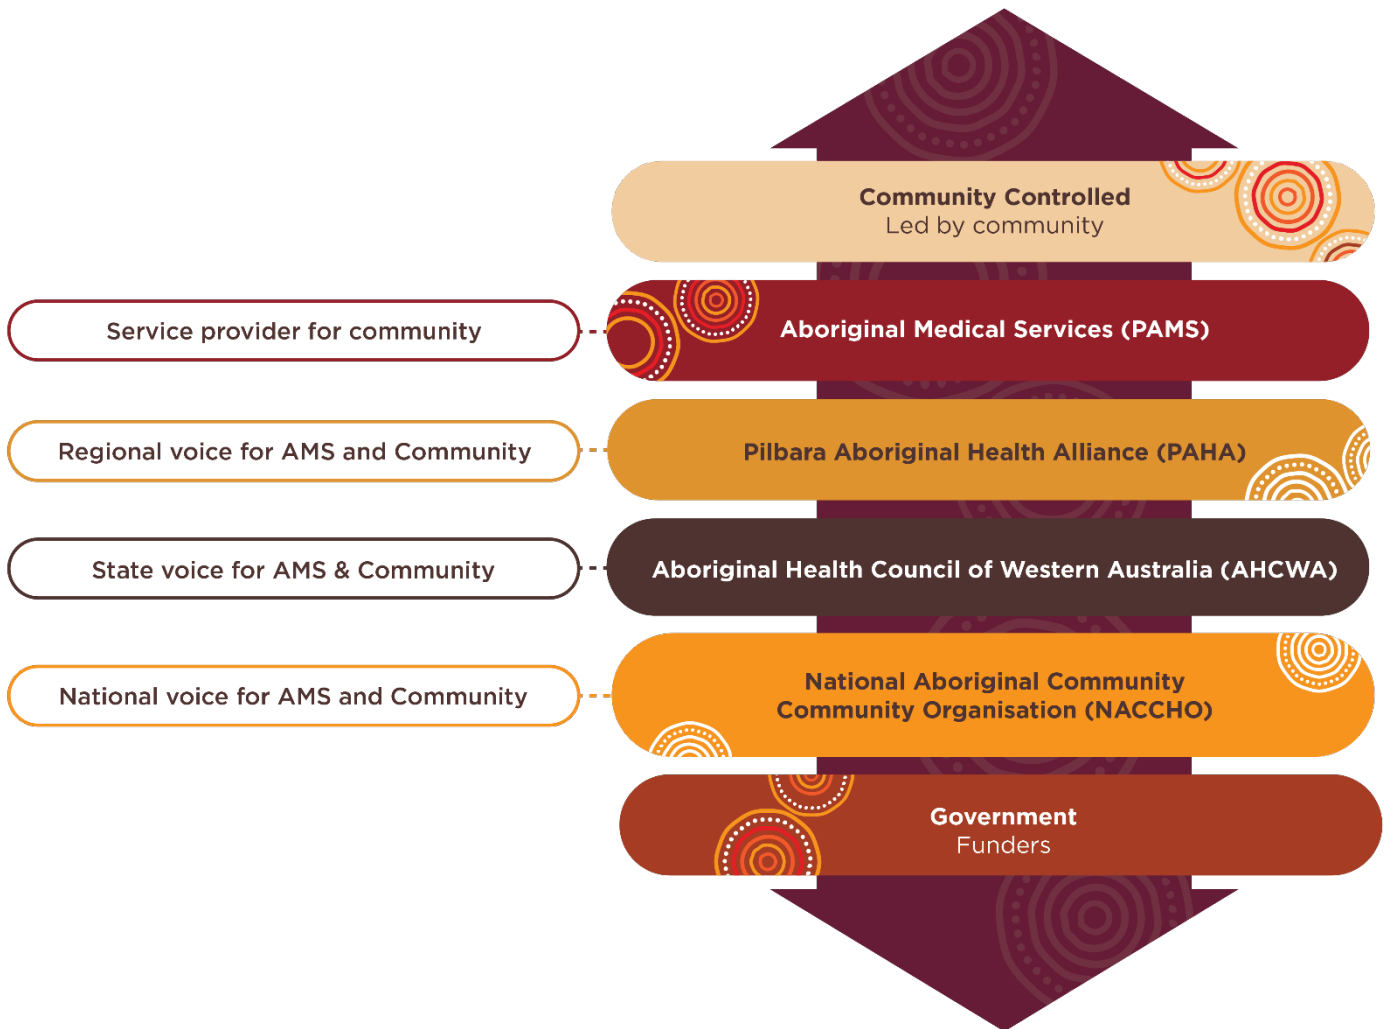 Community Controlled
Led by community
Service provider for community
Aboriginal Medical Services (PAMS)
Regional voice for AMS and Community
Pilbara Aboriginal Health Alliance (PAHA)
State voice for AMS & Community
Aboriginal Health Council of Western Australia (AHCWA)
National voice for AMS and Community
National Aboriginal Community
Community Organisation (NACCHO)
Government
Funders